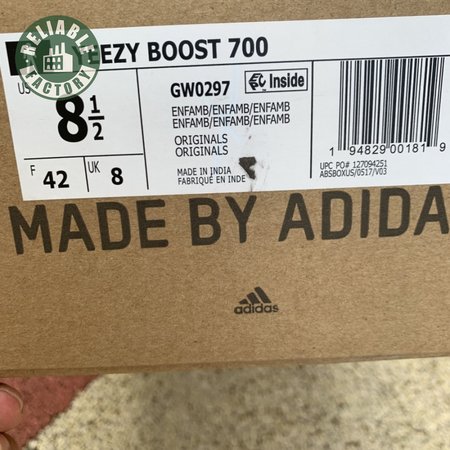 RELIABLE
FACTORY
EEZY BOOST 700
US
8 1/2
F
42
UK
8
GW0297
Inside
ENFAMB/ENFAMB/ENFAMB
ENFAMB/ENFAMB/ENFAMB
ORIGINALS
ORIGINALS
MADE IN INDIA
FABRIQUÉ EN INDE
1 94829 00181 9
UPC PO# 127094251
ABSBOXUS/0517/V03
MADE BY ADIDA
adidas